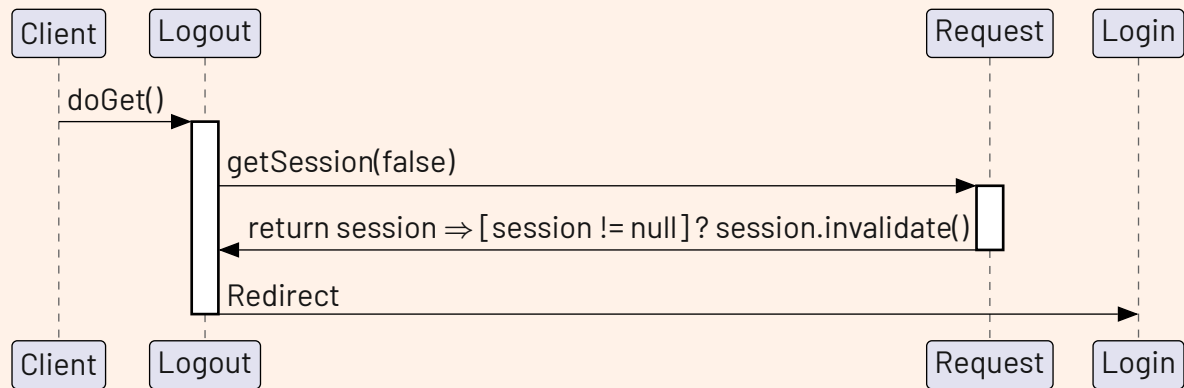 Client Logout Request Login
doGet()
getSession(false)
return session ⇒ [session != null] ? session.invalidate()
Redirect
Client Logout Request Login